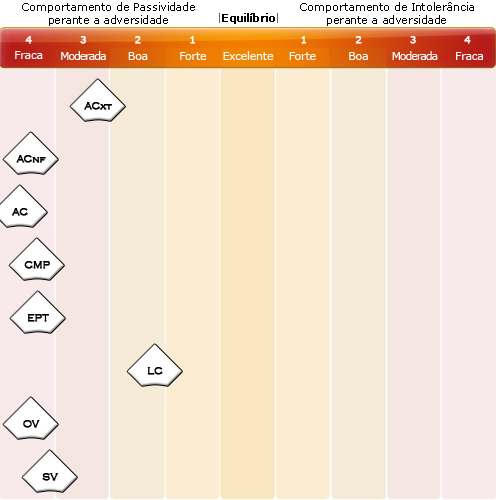 Comportamento de Passividade
perante a adversidade
|Equilíbrio|
Comportamento de Intolerância
perante a adversidade
4 3 2 1 1 2 3 4
Fraca Moderada Boa Forte Excelente Forte Boa Moderada Fraca
ACXT
ACNF
AC
CMP
EPT
LC
OV
SV